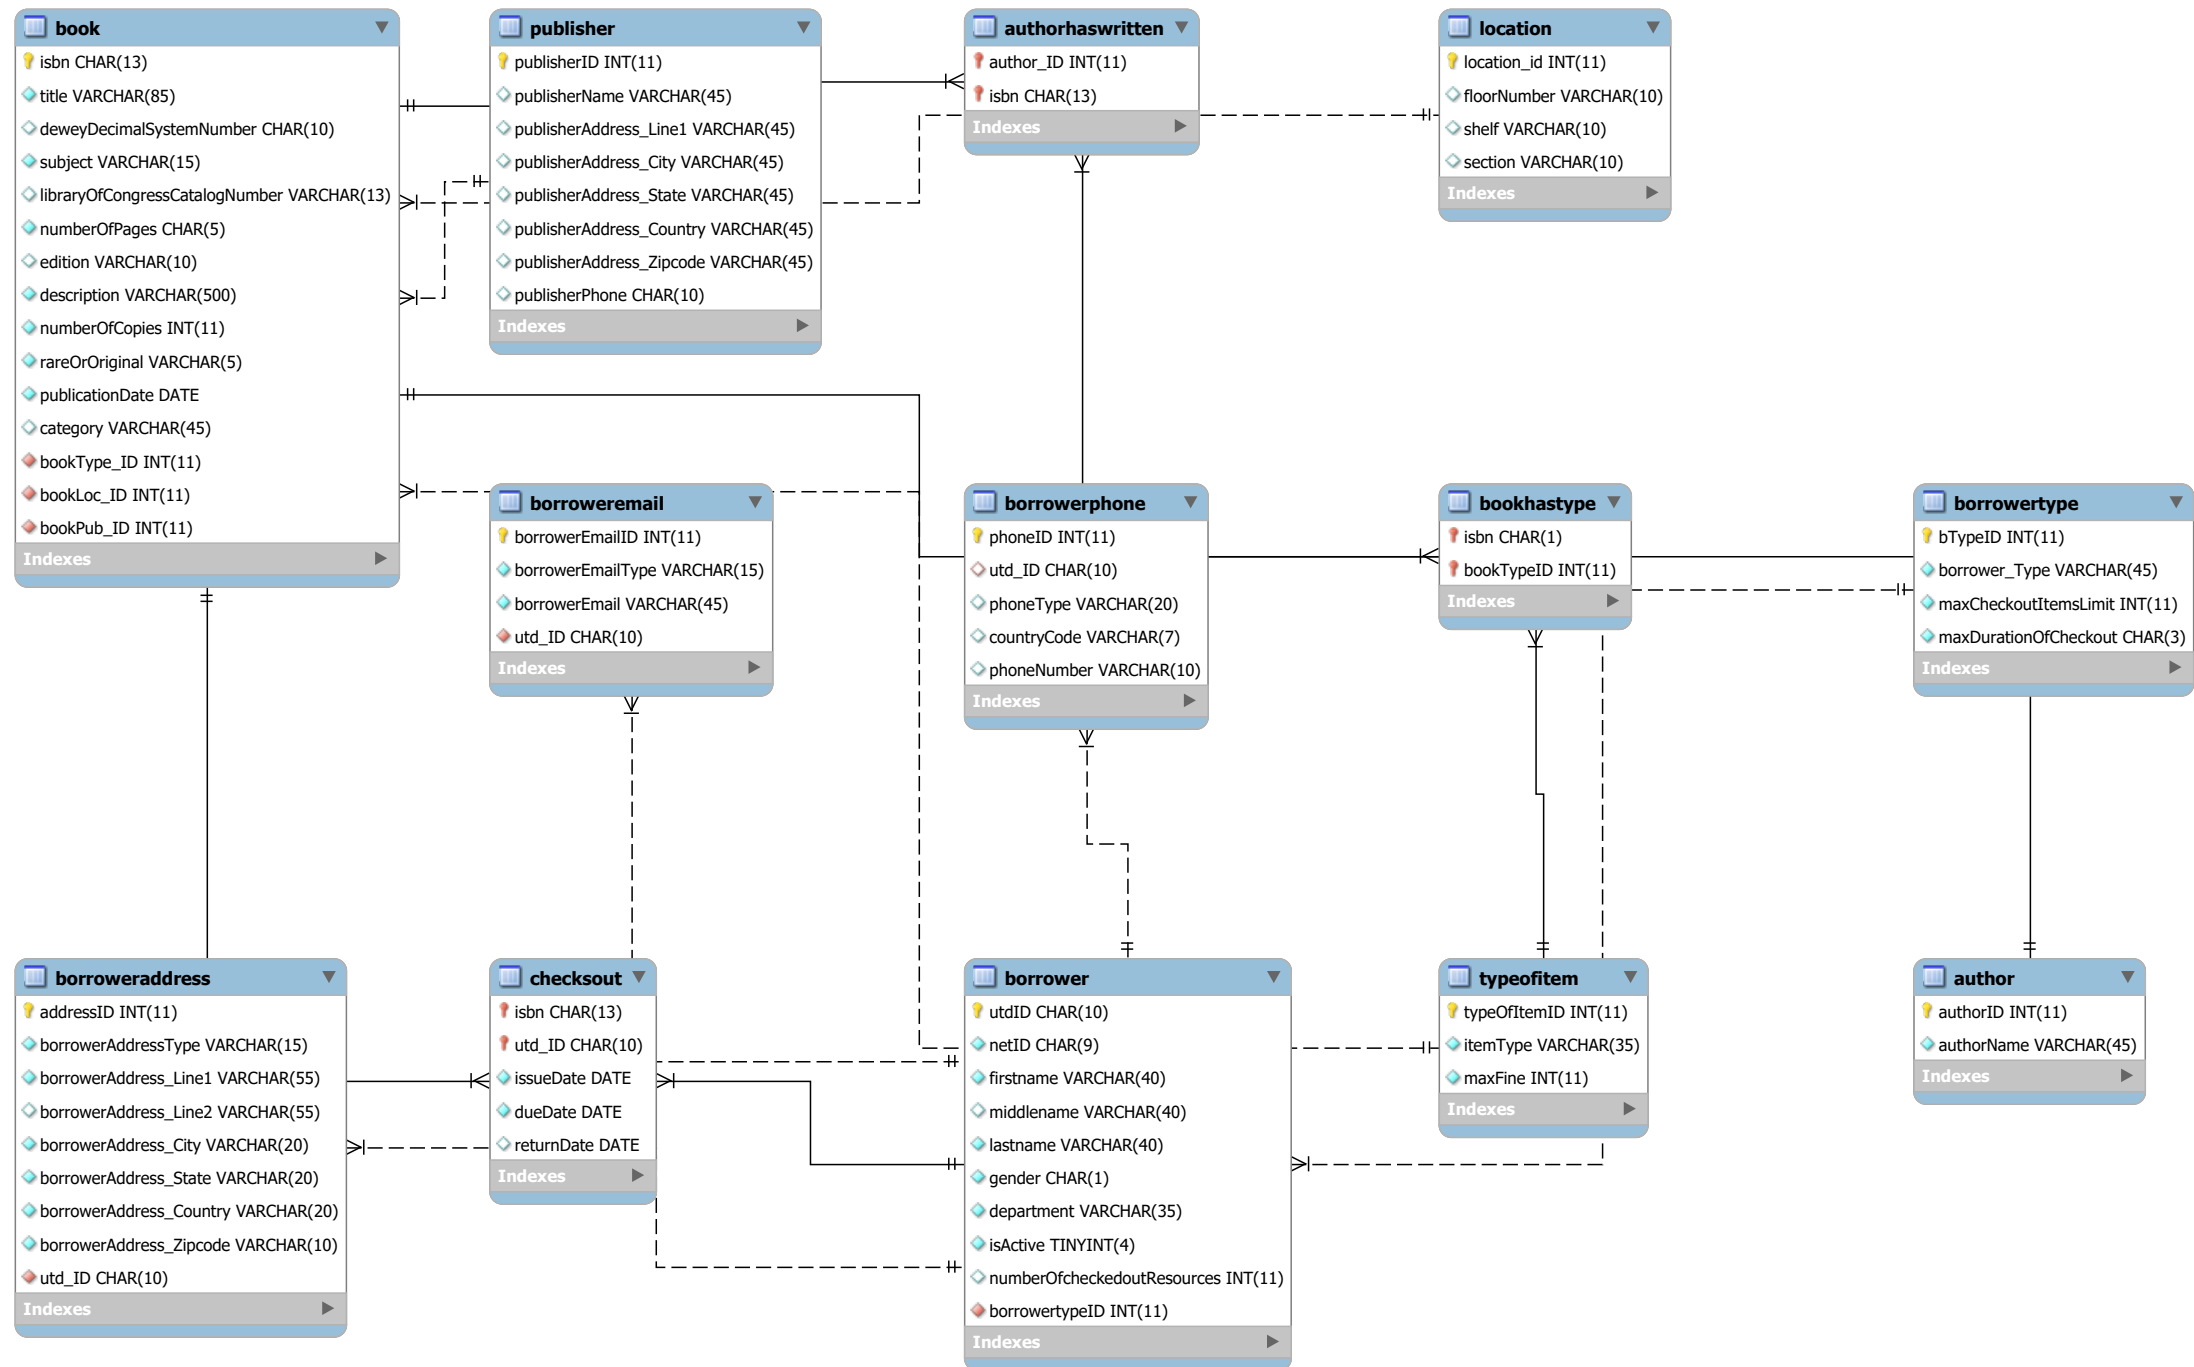 book
isbn CHAR(13)
title VARCHAR(85)
deweyDecimalSystemNumber CHAR(10)
subject VARCHAR(15)
libraryOfCongressCatalogNumber VARCHAR(13)
numberOfPages CHAR(5)
edition VARCHAR(10)
description VARCHAR(500)
numberOfCopies INT(11)
rareOrOriginal VARCHAR(5)
publicationDate DATE
category VARCHAR(45)
bookType_ID INT(11)
bookLoc_ID INT(11)
bookPub_ID INT(11)
Indexes
publisher
publisherID INT(11)
publisherName VARCHAR(45)
publisherAddress_Line1 VARCHAR(45)
publisherAddress_City VARCHAR(45)
publisherAddress_State VARCHAR(45)
publisherAddress_Country VARCHAR(45)
publisherAddress_Zipcode VARCHAR(45)
publisherPhone CHAR(10)
Indexes
authorhaswritten
author_ID INT(11)
isbn CHAR(13)
Indexes
location
location_id INT(11)
floorNumber VARCHAR(10)
shelf VARCHAR(10)
section VARCHAR(10)
Indexes
borroweremail
borrowerEmailID INT(11)
borrowerEmailType VARCHAR(15)
borrowerEmail VARCHAR(45)
utd_ID CHAR(10)
Indexes
borrowerphone
phoneID INT(11)
utd_ID CHAR(10)
phoneType VARCHAR(20)
countryCode VARCHAR(7)
phoneNumber VARCHAR(10)
Indexes
bookhastype
isbn CHAR(1)
bookTypeID INT(11)
Indexes
borrowertype
bTypeID INT(11)
borrower_Type VARCHAR(45)
maxCheckoutItemsLimit INT(11)
maxDurationOfCheckout CHAR(3)
Indexes
borroweraddress
addressID INT(11)
borrowerAddressType VARCHAR(15)
borrowerAddress_Line1 VARCHAR(55)
borrowerAddress_Line2 VARCHAR(55)
borrowerAddress_City VARCHAR(20)
borrowerAddress_State VARCHAR(20)
borrowerAddress_Country VARCHAR(20)
borrowerAddress_Zipcode VARCHAR(10)
utd_ID CHAR(10)
Indexes
checksout
isbn CHAR(13)
utd_ID CHAR(10)
issueDate DATE
dueDate DATE
returnDate DATE
Indexes
borrower
utdID CHAR(10)
netID CHAR(9)
firstname VARCHAR(40)
middlename VARCHAR(40)
lastname VARCHAR(40)
gender CHAR(1)
department VARCHAR(35)
isActive TINYINT(4)
numberOfcheckedoutResources INT(11)
borrowertypeID INT(11)
Indexes
typeofitem
typeOfItemID INT(11)
itemType VARCHAR(35)
maxFine INT(11)
Indexes
author
authorID INT(11)
authorName VARCHAR(45)
Indexes